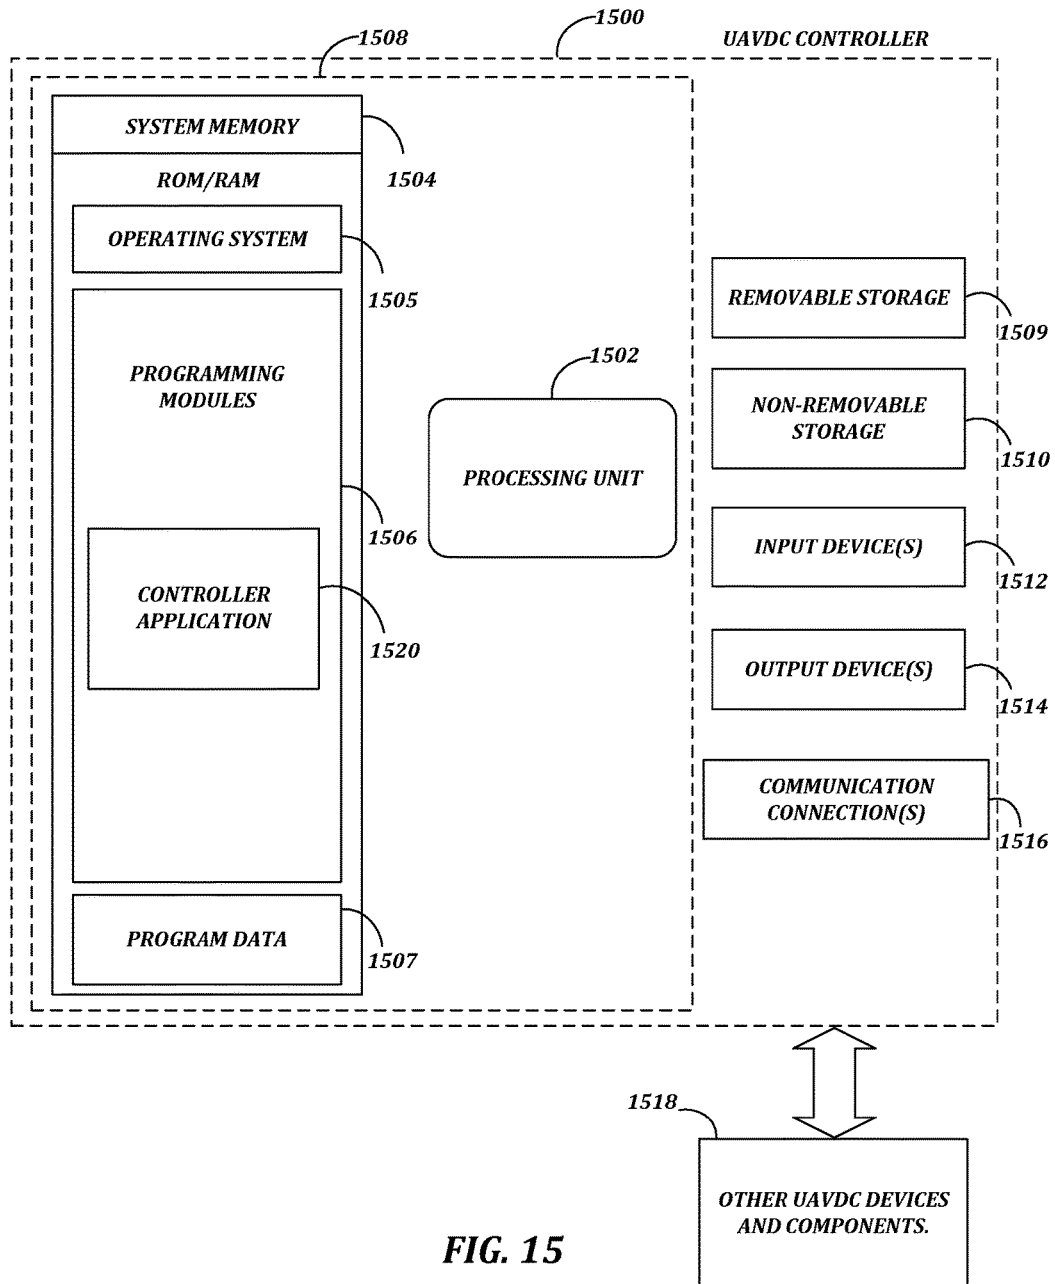 1500
1508
UAVDC CONTROLLER
SYSTEM MEMORY
1504
ROM/RAM
OPERATING SYSTEM
1505
REMOVABLE STORAGE
1509
PROGRAMMING
MODULES
1502
NON-REMOVABLE
STORAGE
1510
PROCESSING UNIT
1506
INPUT DEVICE(S)
1512
CONTROLLER
APPLICATION
1520
OUTPUT DEVICE(S)
1514
COMMUNICATION
CONNECTION(S)
1516
PROGRAM DATA
1507
1518
OTHER UAVDC DEVICES
AND COMPONENTS.
FIG. 15